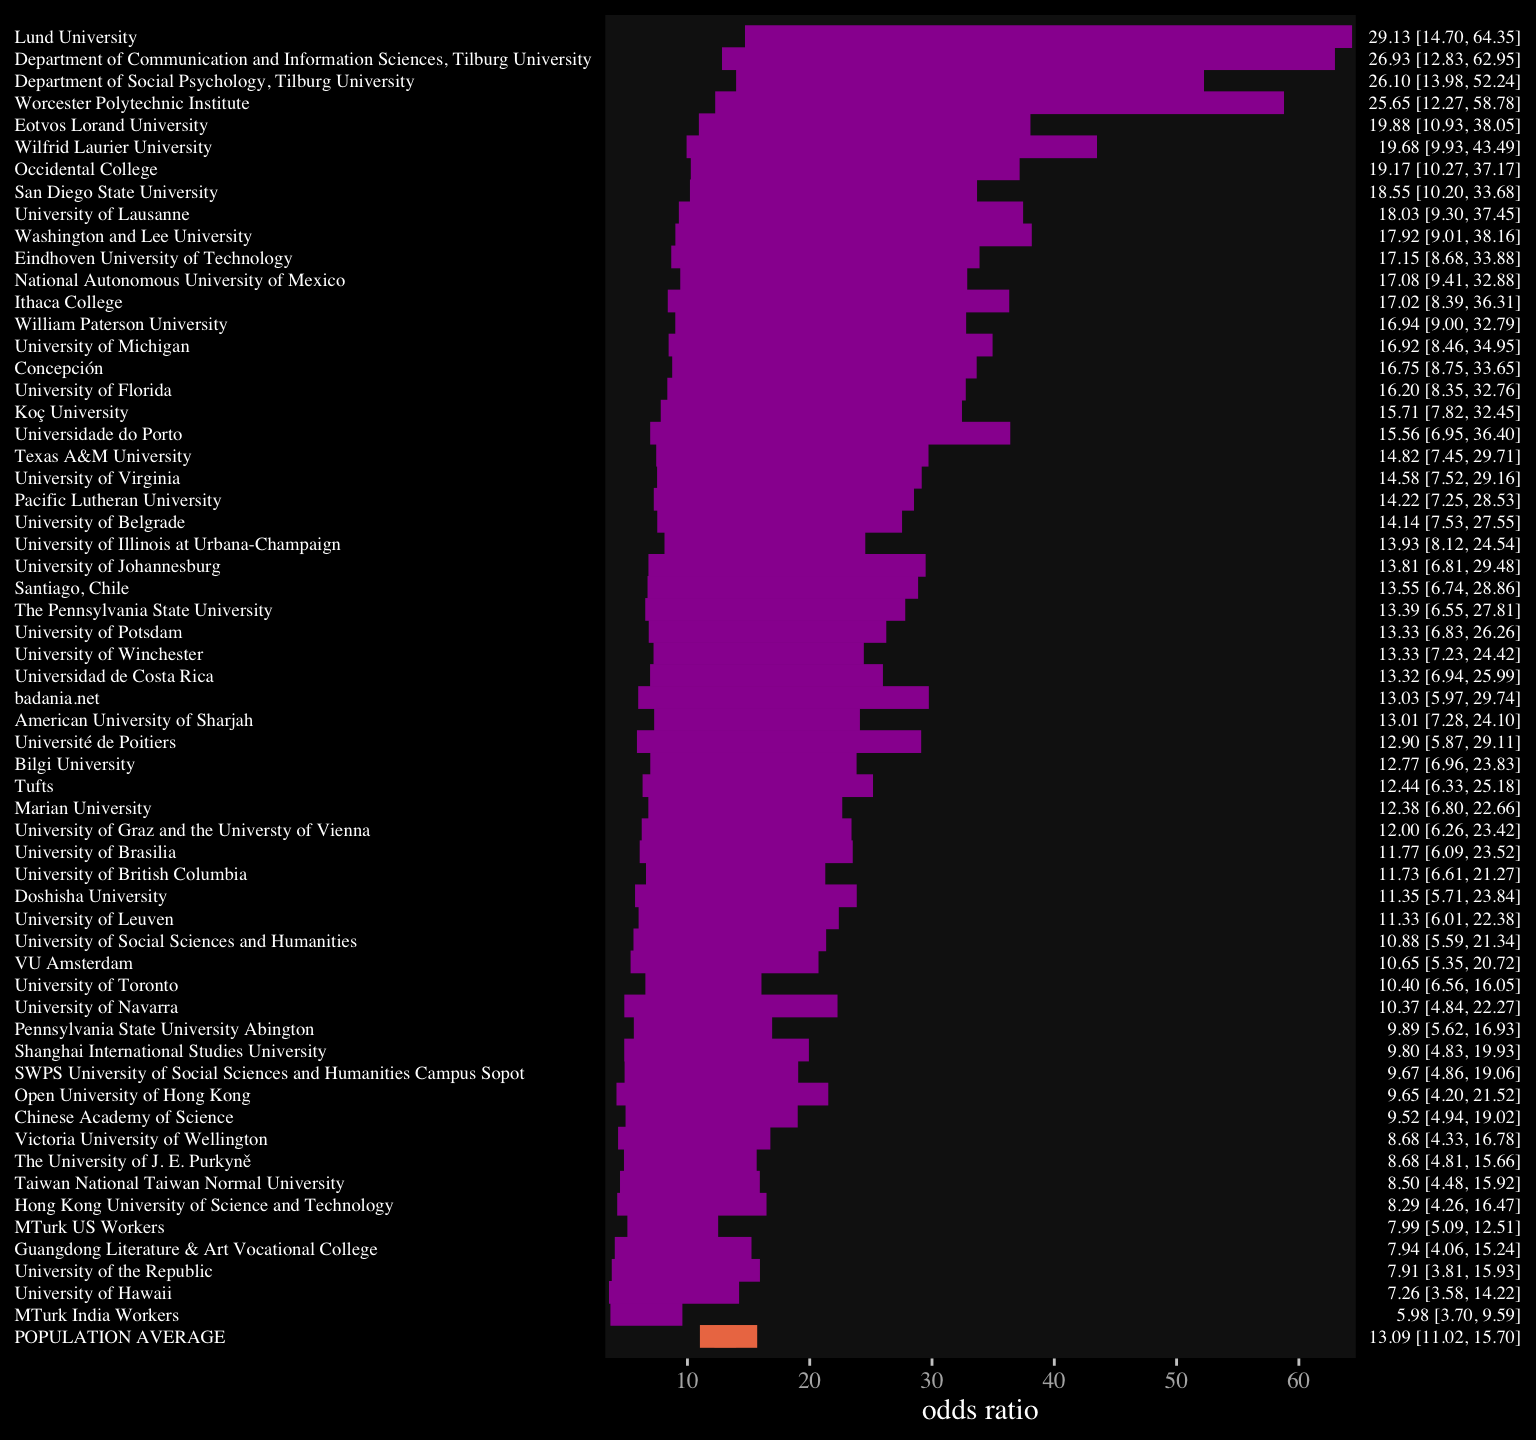 Lund University 29.13 [14.70, 64.35]
Department of Communication and Information Sciences, Tilburg University 26.93 [12.83, 62.95]
Department of Social Psychology, Tilburg University 26.10 [13.98, 52.24]
Worcester Polytechnic Institute 25.65 [12.27, 58.78]
Eotvos Lorand University 19.88 [10.93, 38.05]
Wilfrid Laurier University 19.68 [9.93, 43.49]
Occidental College 19.17 [10.27, 37.17]
San Diego State University 18.55 [10.20, 33.68]
University of Lausanne 18.03 [9.30, 37.45]
Washington and Lee University 17.92 [9.01, 38.16]
Eindhoven University of Technology 17.15 [8.68, 33.88]
National Autonomous University of Mexico 17.08 [9.41, 32.88]
Ithaca College 17.02 [8.39, 36.31]
William Paterson University 16.94 [9.00, 32.79]
University of Michigan 16.92 [8.46, 34.95]
Concepción 16.75 [8.75, 33.65]
University of Florida 16.20 [8.35, 32.76]
Koç University 15.71 [7.82, 32.45]
Universidade do Porto 15.56 [6.95, 36.40]
Texas A&M University 14.82 [7.45, 29.71]
University of Virginia 14.58 [7.52, 29.16]
Pacific Lutheran University 14.22 [7.25, 28.53]
University of Belgrade 14.14 [7.53, 27.55]
University of Illinois at Urbana-Champaign 13.93 [8.12, 24.54]
University of Johannesburg 13.81 [6.81, 29.48]
Santiago, Chile 13.55 [6.74, 28.86]
The Pennsylvania State University 13.39 [6.55, 27.81]
University of Potsdam 13.33 [6.83, 26.26]
University of Winchester 13.33 [7.23, 24.42]
Universidad de Costa Rica 13.32 [6.94, 25.99]
badania.net 13.03 [5.97, 29.74]
American University of Sharjah 13.01 [7.28, 24.10]
Université de Poitiers 12.90 [5.87, 29.11]
Bilgi University 12.77 [6.96, 23.83]
Tufts 12.44 [6.33, 25.18]
Marian University 12.38 [6.80, 22.66]
University of Graz and the Universty of Vienna 12.00 [6.26, 23.42]
University of Brasilia 11.77 [6.09, 23.52]
University of British Columbia 11.73 [6.61, 21.27]
Doshisha University 11.35 [5.71, 23.84]
University of Leuven 11.33 [6.01, 22.38]
University of Social Sciences and Humanities 10.88 [5.59, 21.34]
VU Amsterdam 10.65 [5.35, 20.72]
University of Toronto 10.40 [6.56, 16.05]
University of Navarra 10.37 [4.84, 22.27]
Pennsylvania State University Abington 9.89 [5.62, 16.93]
Shanghai International Studies University 9.80 [4.83, 19.93]
SWPS University of Social Sciences and Humanities Campus Sopot 9.67 [4.86, 19.06]
Open University of Hong Kong 9.65 [4.20, 21.52]
Chinese Academy of Science 9.52 [4.94, 19.02]
Victoria University of Wellington 8.68 [4.33, 16.78]
The University of J. E. Purkyně 8.68 [4.81, 15.66]
Taiwan National Taiwan Normal University 8.50 [4.48, 15.92]
Hong Kong University of Science and Technology 8.29 [4.26, 16.47]
MTurk US Workers 7.99 [5.09, 12.51]
Guangdong Literature & Art Vocational College 7.94 [4.06, 15.24]
University of the Republic 7.91 [3.81, 15.93]
University of Hawaii 7.26 [3.58, 14.22]
MTurk India Workers 5.98 [3.70, 9.59]
POPULATION AVERAGE 13.09 [11.02, 15.70]
10 20 30 40 50 60
odds ratio